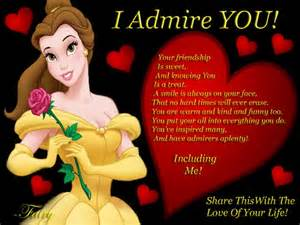 I Admire YOU!
Your friendship
Is sweet,
And knowing You
Is a treat.
A smile is always on your face,
That no hard times will ever erase.
You are warm and kind and funny too.
You put your all into everything you do.
You've inspired many,
And have admirers aplenty!
Including
Me!
Share ThisWith The
Love Of Your Life!